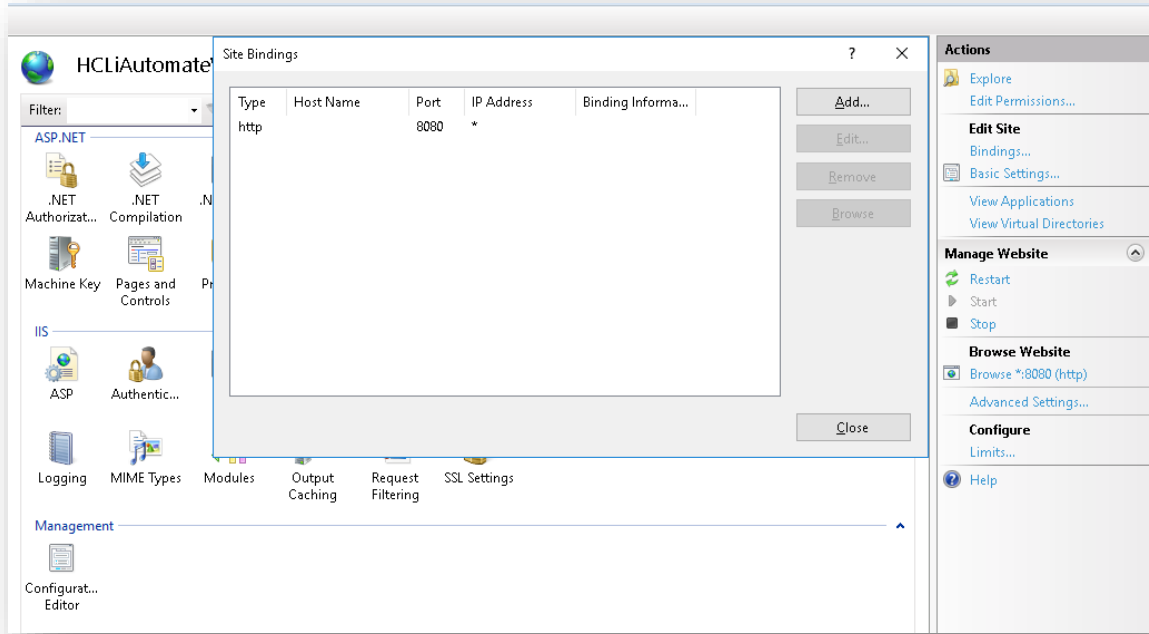 Site Bindings
?
HCLiAutomate
Filter:
Type Host Name Port IP Address Binding Informa...
http 8080 *
Add...
Edit...
Remove
Browse
Close
ASP.NET
.NET Authorizat...
.NET Compilation
.N
Machine Key
Pages and Controls
Pr
IIS
ASP
Authentic...
Logging
MIME Types
Modules
Output Caching
Request Filtering
SSL Settings
Management
Configurat... Editor
Actions
Explore
Edit Permissions...
Edit Site
Bindings...
Basic Settings...
View Applications
View Virtual Directories
Manage Website
Restart
Start
Stop
Browse Website
Browse *:8080 (http)
Advanced Settings...
Configure
Limits...
Help